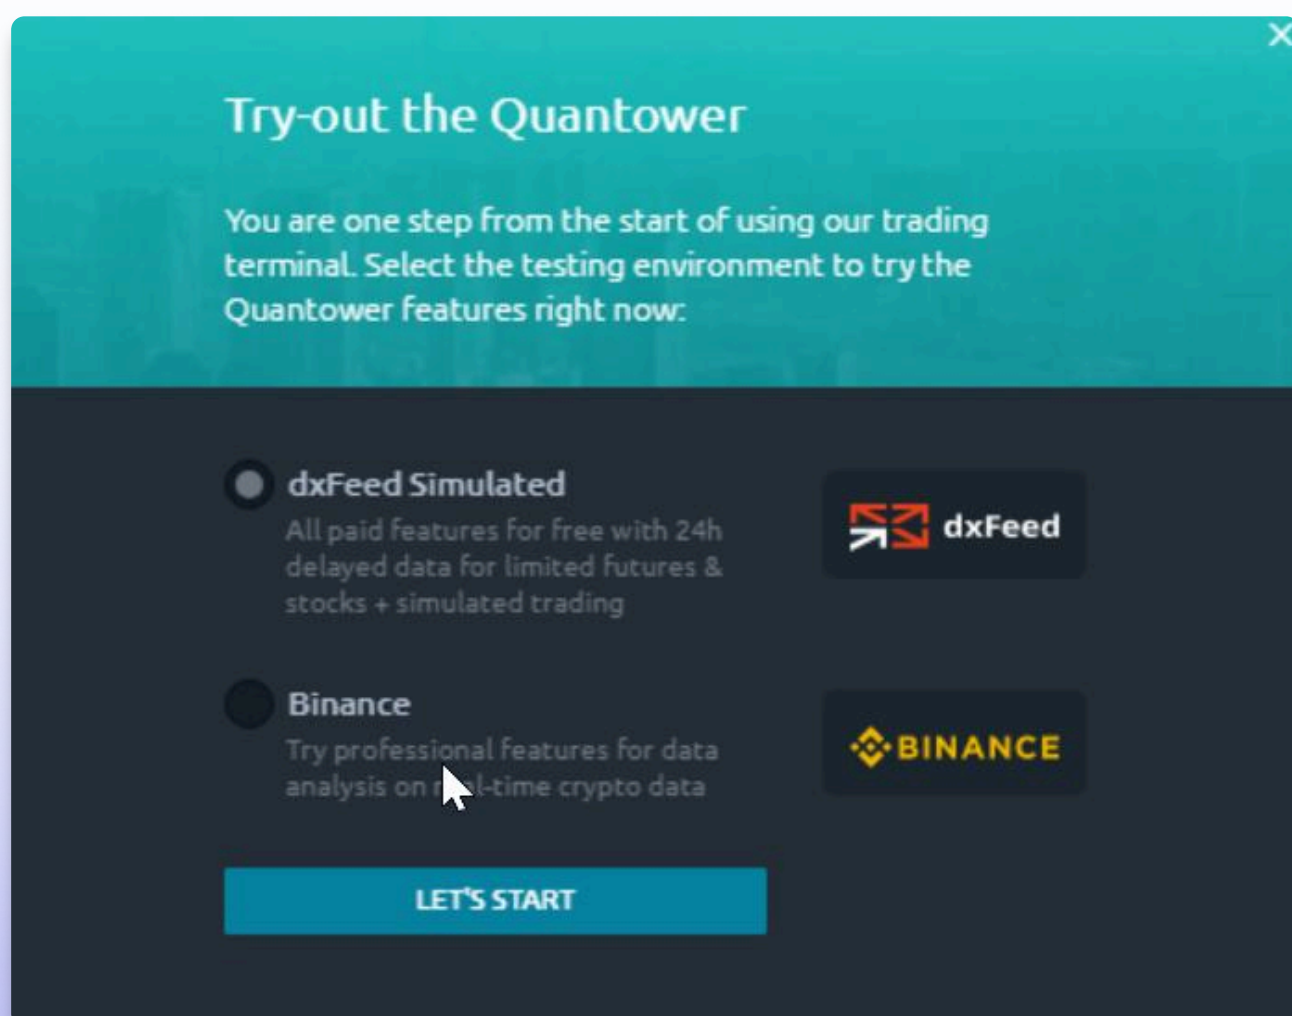 Try-out the Quantower
You are one step from the start of using our trading
terminal. Select the testing environment to try the
Quantower features right now:
dxFeed Simulated
All paid features for free with 24h
delayed data for limited futures &
stocks + simulated trading
dxFeed
Binance
Try professional features for data
analysis on real-time crypto data
BINANCE
LET'S START